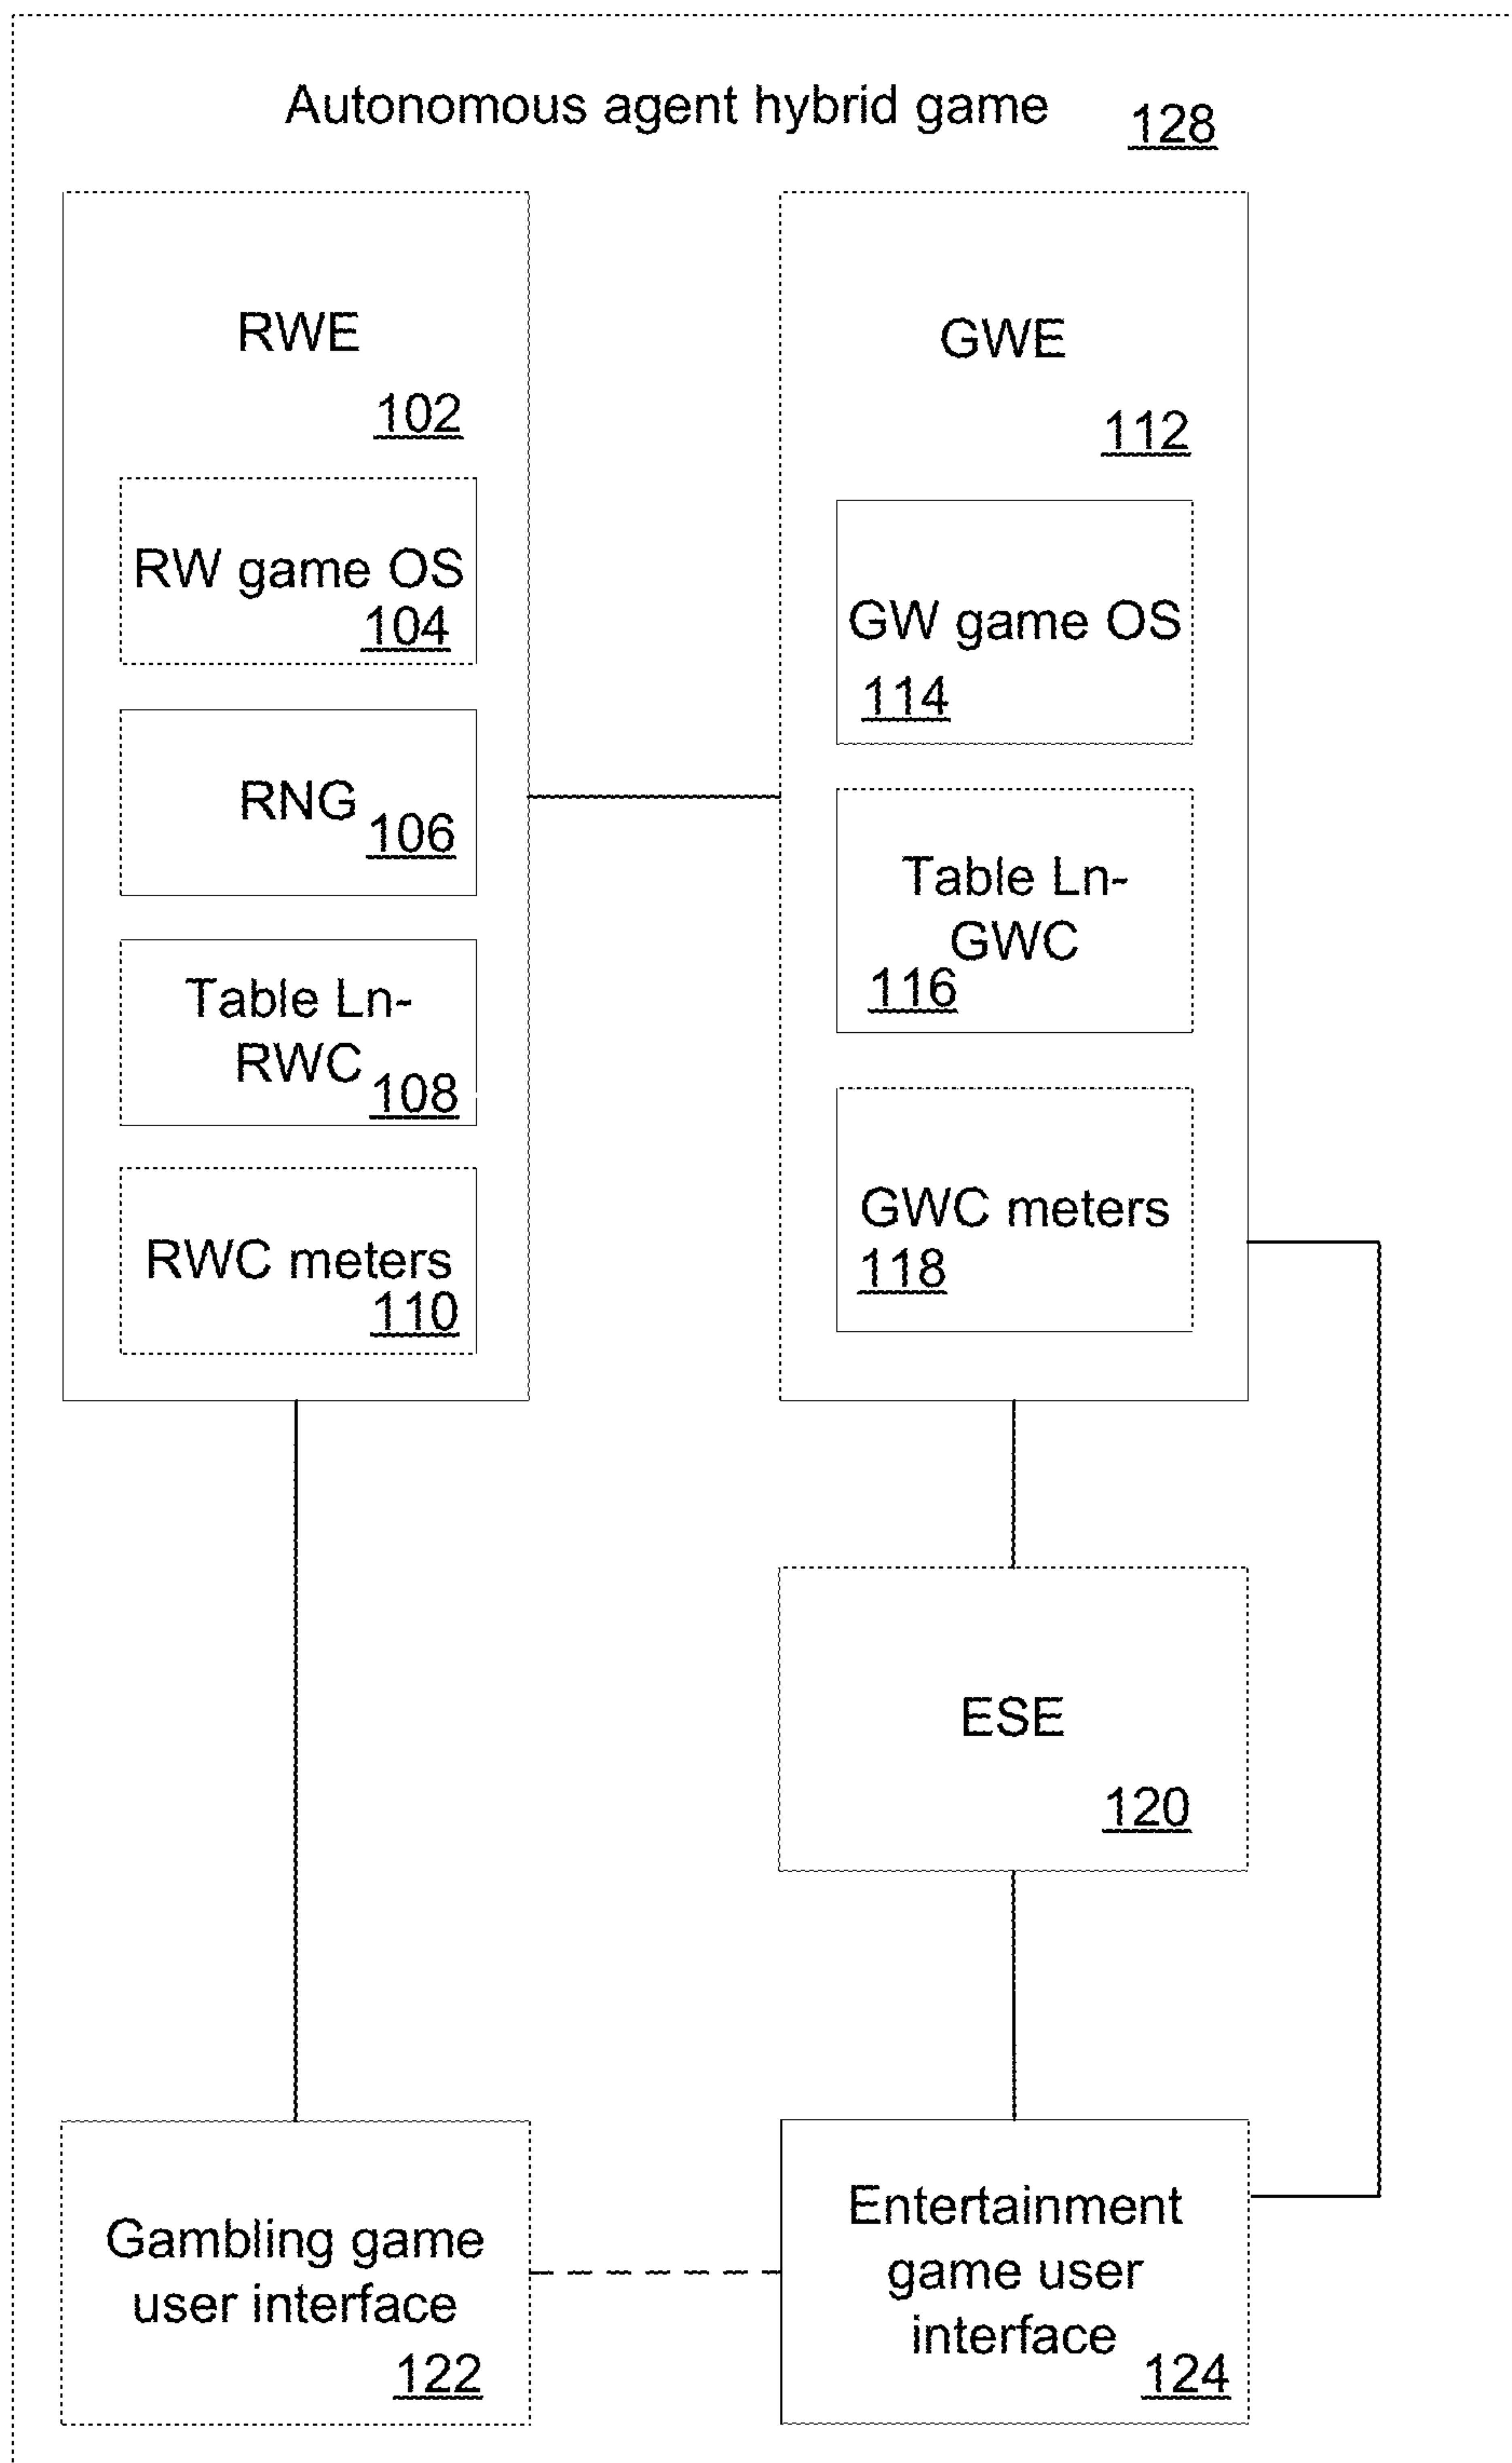 Autonomous agent hybrid game 128
RWE
102
RW game OS
104
RNG
106
Table Ln-
RWC
108
RWC meters
110
GWE
112
GW game OS
114
Table Ln-
GWC
116
GWC meters
118
ESE
120
Gambling game
user interface
122
Entertainment
game user
interface
124